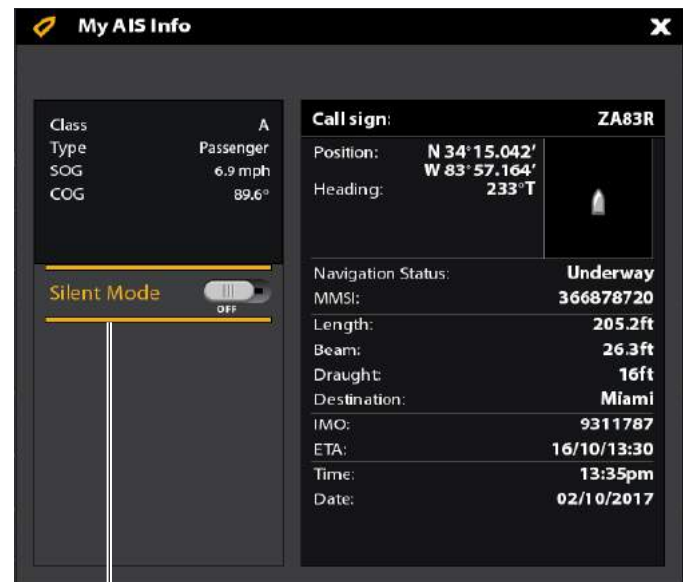 My AIS Info X
Class A
Type Passenger
SOG 6.9 mph
COG 89.6°
Silent Mode
OFF
Call sign: ZA83R
Position: N 34°15.042'
W 83°57.164'
Heading: 233°T
Navigation Status: Underway
MMSI: 366878720
Length: 205.2ft
Beam: 26.3ft
Draught: 16ft
Destination: Miami
IMO: 9311787
ETA: 16/10/13:30
Time: 13:35pm
Date: 02/10/2017